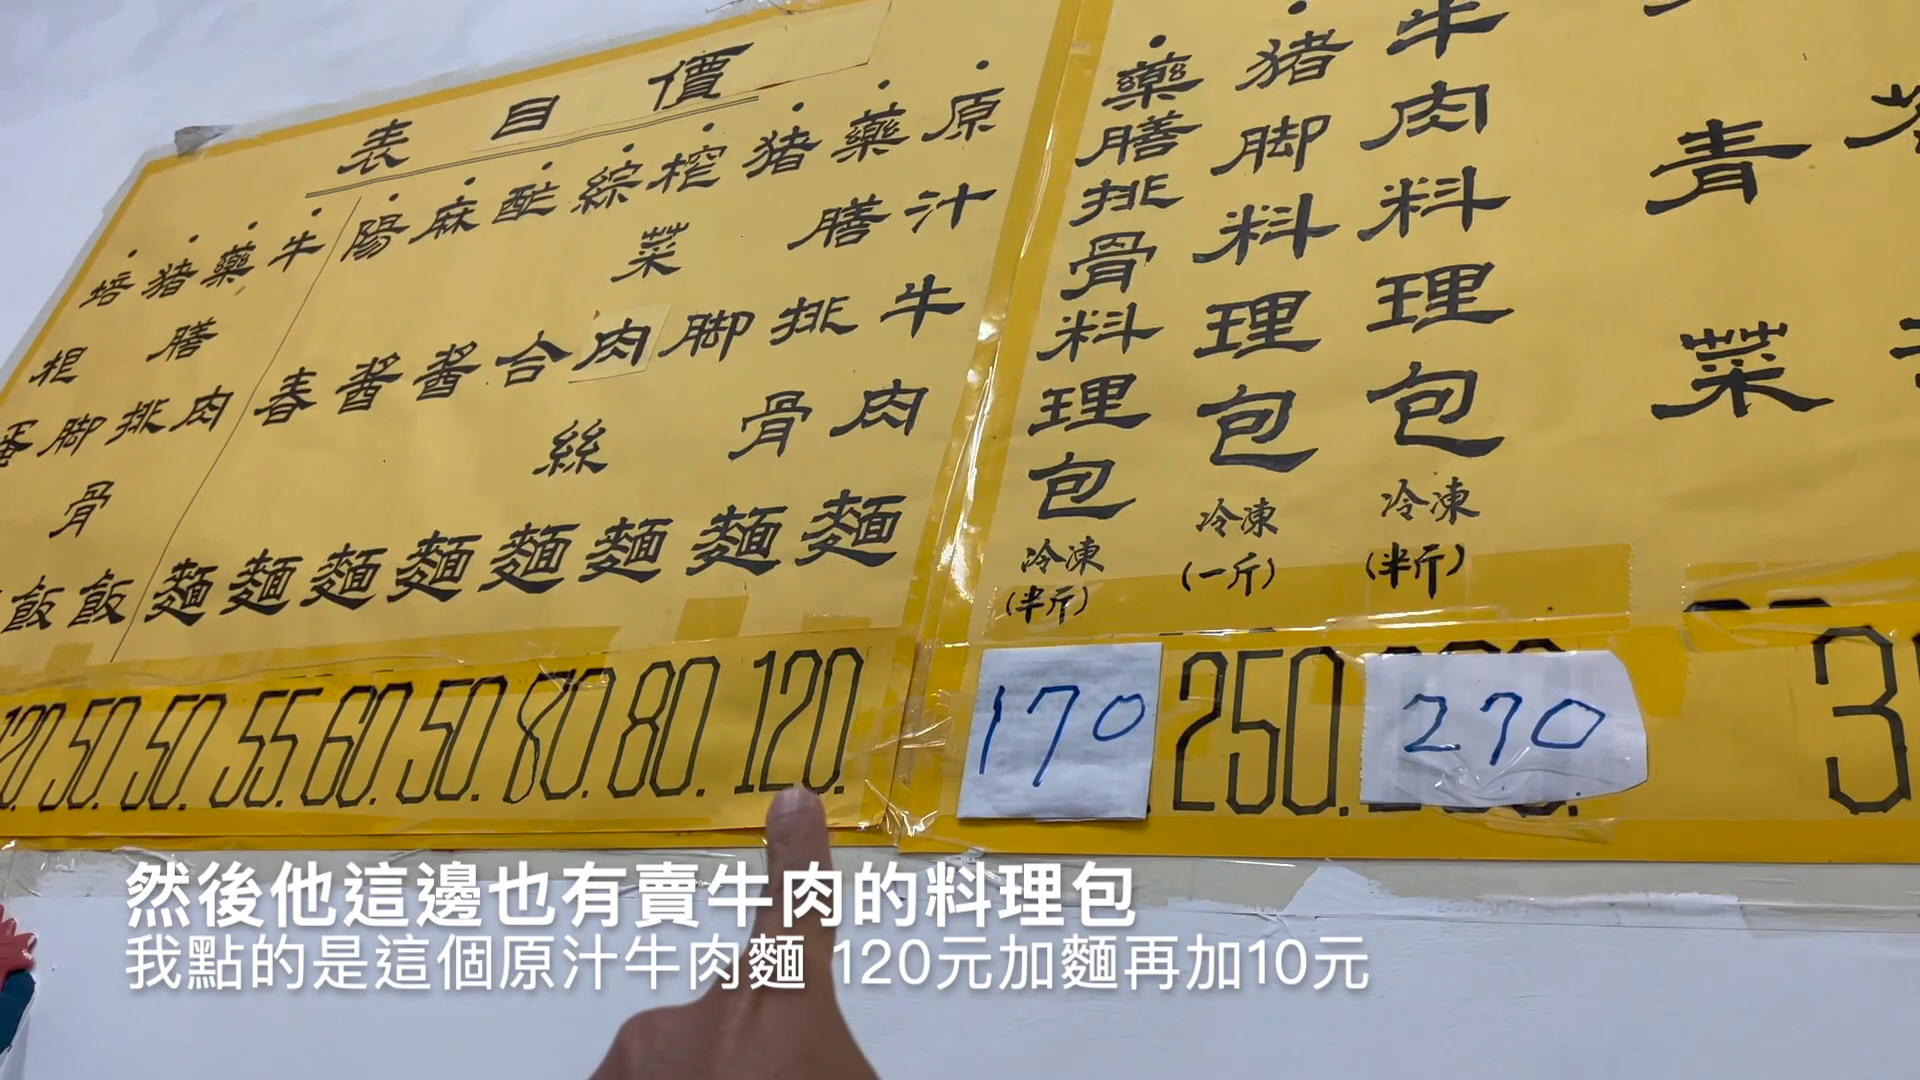 價目表
原汁牛肉麵 120.
藥膳排骨麵 80.
猪脚麵 80.
榨菜肉絲麵 50.
綜合麵 60.
酢醬麵 55.
麻醬麵 50.
陽春麵 50.
牛肉飯 120.
藥膳排骨飯
猪脚
培根蛋
牛肉料理包 冷凍 (半斤) 270
猪脚料理包 冷凍 (一斤) 250.
藥膳排骨料理包 冷凍 (半斤) 170
青菜
然後他這邊也有賣牛肉的料理包
我點的是這個原汁牛肉麵 120元加麵再加10元